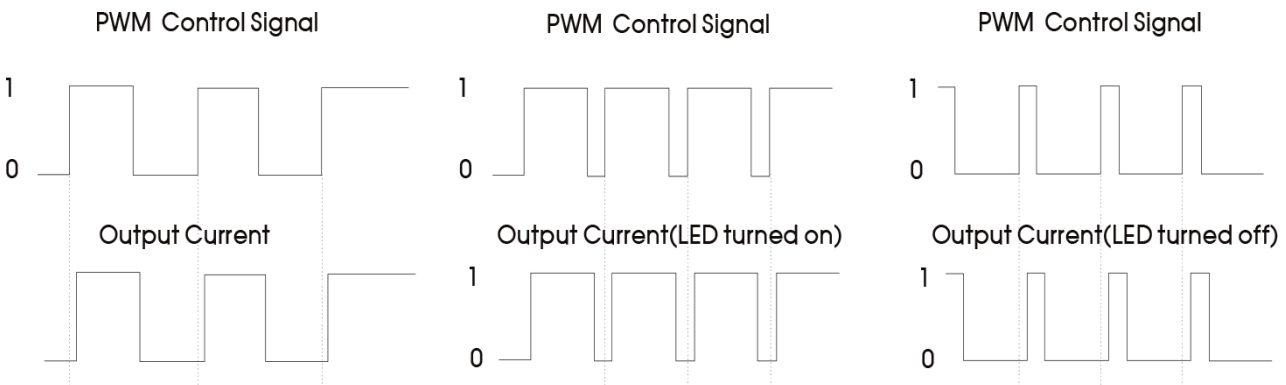 PWM Control Signal
1
0
Output Current
PWM Control Signal
1
0
Output Current(LED turned on)
1
0
PWM Control Signal
1
0
Output Current(LED turned off)
1
0